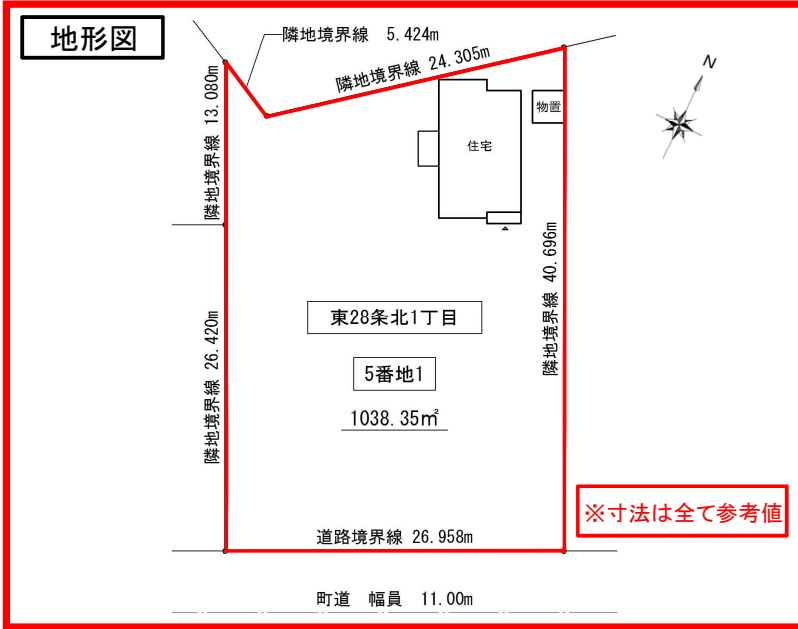 地形図
隣地境界線 5.424m
隣地境界線 24.305m
N
隣地境界線 13.080m
物置
住宅
隣地境界線 40.696m
東28条北1丁目
5番地1
1038.35㎡
隣地境界線 26.420m
※寸法は全て参考値
道路境界線 26.958m
町道 幅員 11.00m